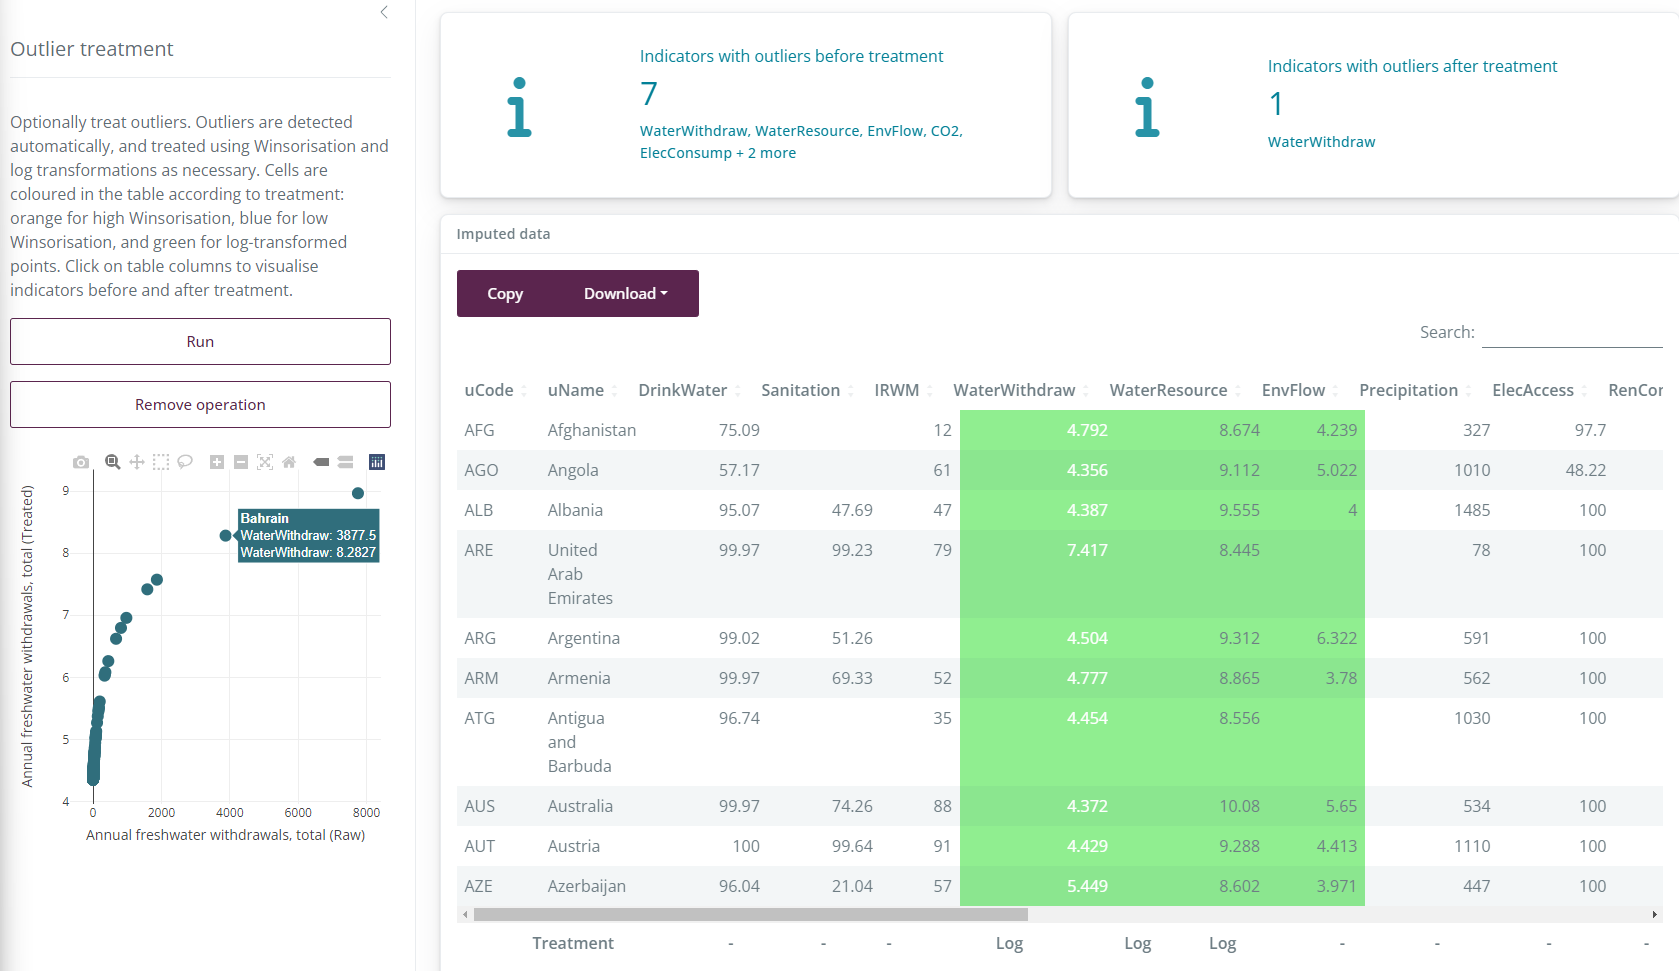 Outlier treatment
Optionally treat outliers. Outliers are detected
automatically, and treated using Winsorisation and
log transformations as necessary. Cells are
coloured in the table according to treatment:
orange for high Winsorisation, blue for low
Winsorisation, and green for log-transformed
points. Click on table columns to visualise
indicators before and after treatment.
Run
Remove operation
Annual freshwater withdrawals, total (Treated)
9
8
7
6
5
4
Bahrain
WaterWithdraw: 3877.5
WaterWithdraw: 8.2827
0 2000 4000 6000 8000
Annual freshwater withdrawals, total (Raw)
Indicators with outliers before treatment
7
WaterWithdraw, WaterResource, EnvFlow, CO2,
ElecConsump + 2 more
Indicators with outliers after treatment
1
WaterWithdraw
Imputed data
Copy Download
Search:
uCode uName DrinkWater Sanitation IRWM WaterWithdraw WaterResource EnvFlow Precipitation ElecAccess RenCor
AFG Afghanistan 75.09 12 4.792 8.674 4.239 327 97.7
AGO Angola 57.17 61 4.356 9.112 5.022 1010 48.22
ALB Albania 95.07 47.69 47 4.387 9.555 4 1485 100
ARE United 99.97 99.23 79 7.417 8.445 78 100
Arab
Emirates
ARG Argentina 99.02 51.26 4.504 9.312 6.322 591 100
ARM Armenia 99.97 69.33 52 4.777 8.865 3.78 562 100
ATG Antigua 96.74 35 4.454 8.556 1030 100
and
Barbuda
AUS Australia 99.97 74.26 88 4.372 10.08 5.65 534 100
AUT Austria 100 99.64 91 4.429 9.288 4.413 1110 100
AZE Azerbaijan 96.04 21.04 57 5.449 8.602 3.971 447 100
Treatment - - - Log Log Log - - - -